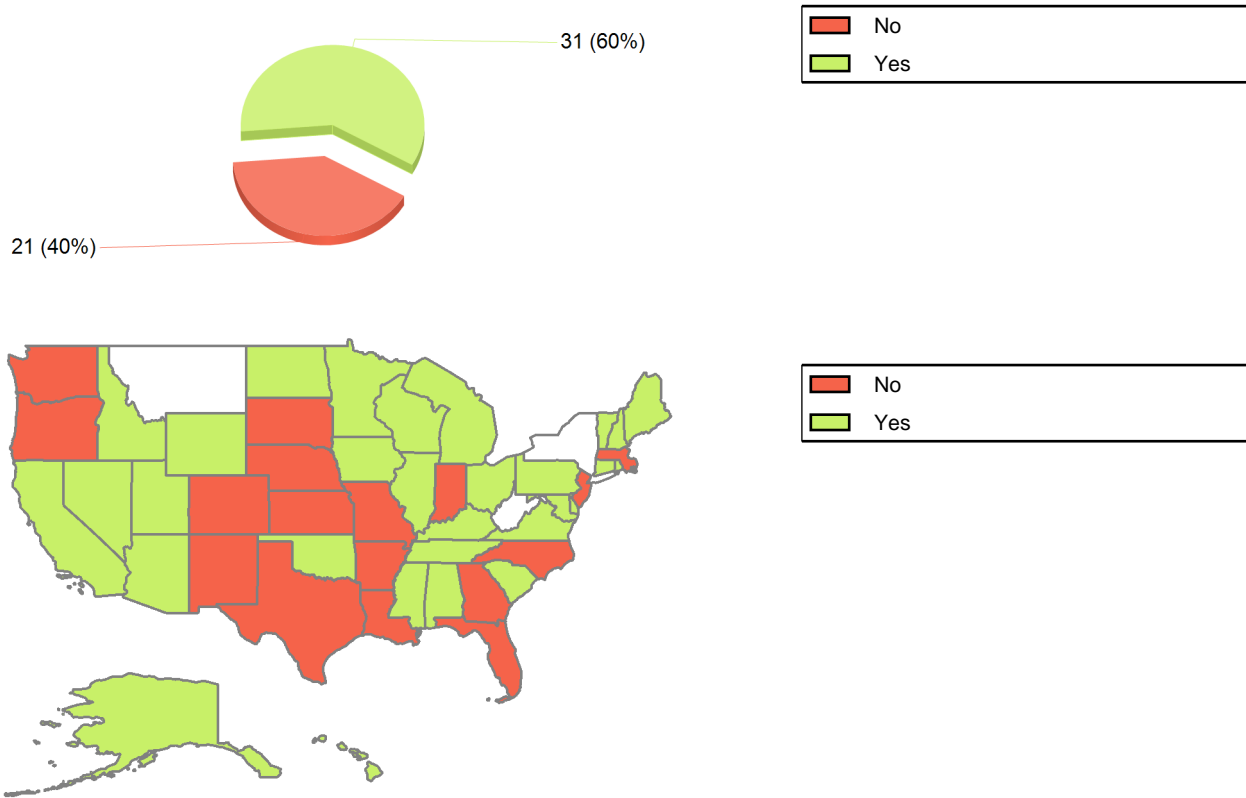 31 (60%)
21 (40%)
No
Yes
No
Yes